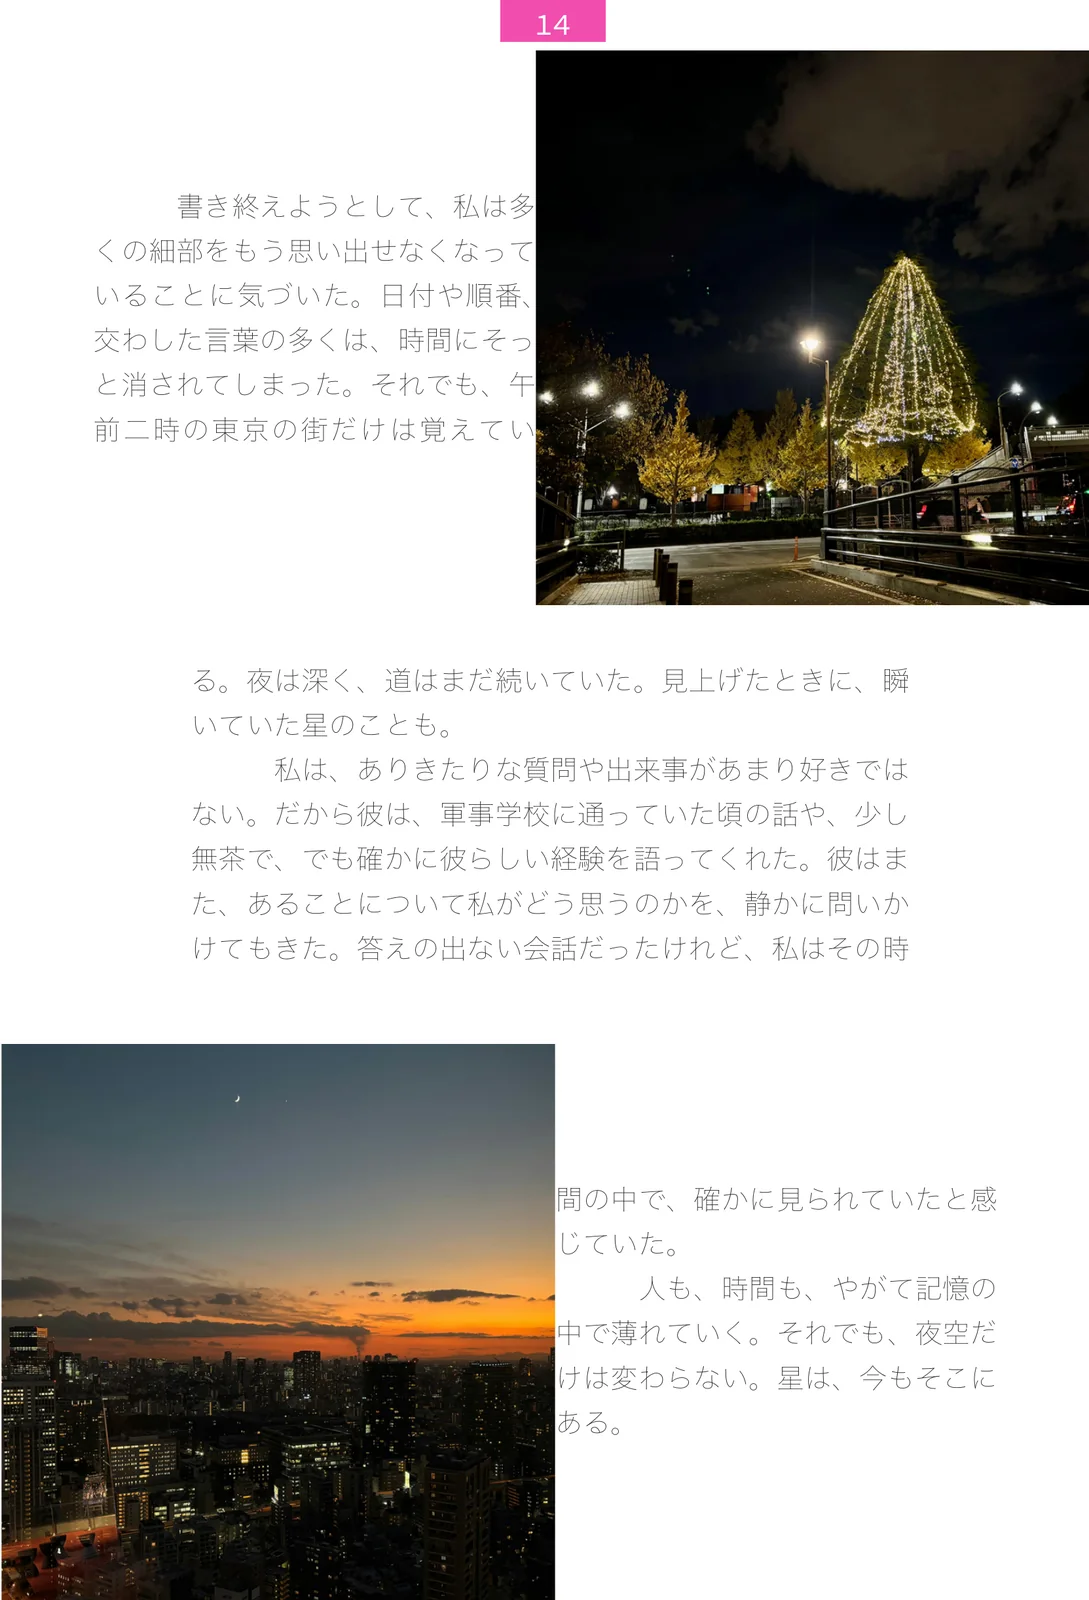 14
書き終えようとして、私は多
くの細部をもう思い出せなくなって
いることに気づいた。日付や順番、
交わした言葉の多くは、時間にそっ
と消されてしまった。それでも、午
前二時の東京の街だけは覚えてい
る。夜は深く、道はまだ続いていた。見上げたときに、瞬
いていた星のことも。
私は、ありきたりな質問や出来事があまり好きでは
ない。だから彼は、軍事学校に通っていた頃の話や、少し
無茶で、でも確かに彼らしい経験を語ってくれた。彼はま
た、あることについて私がどう思うのかを、静かに問いか
けてもきた。答えの出ない会話だったけれど、私はその時
間の中で、確かに見られていたと感
じていた。
人も、時間も、やがて記憶の
中で薄れていく。それでも、夜空だ
けは変わらない。星は、今もそこに
ある。